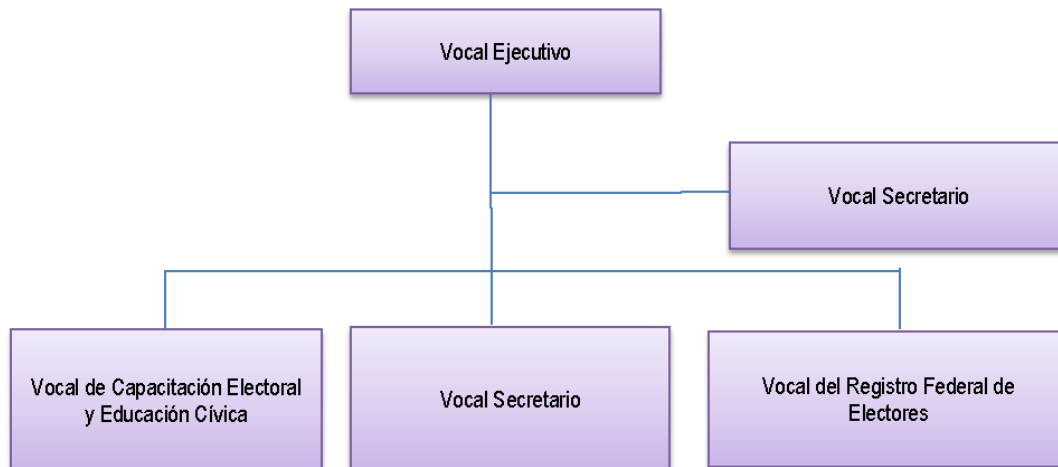 Vocal Ejecutivo
Vocal Secretario
Vocal de Capacitación Electoral
y Educación Cívica
Vocal Secretario
Vocal del Registro Federal de
Electores